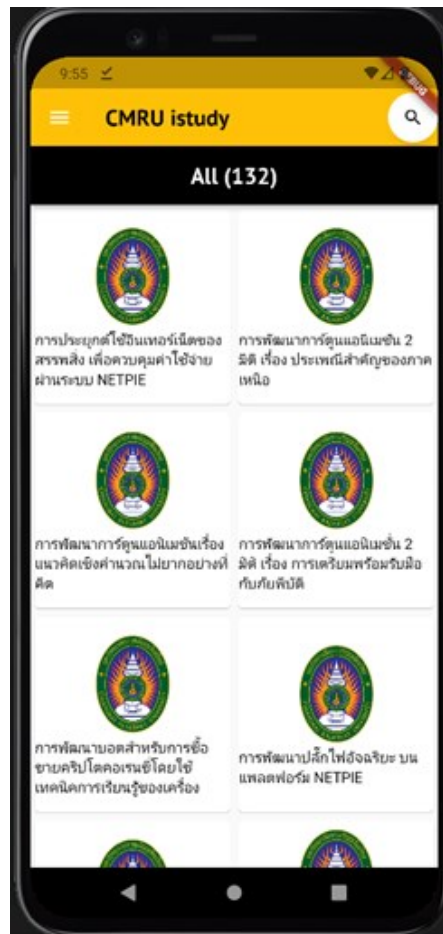 9:55
DEBUG
CMRU istudy
All (132)
การประยุกต์ใช้อินเทอร์เน็ตของ
สรรพสิ่ง เพื่อควบคุมค่าใช้จ่าย
ผ่านระบบ NETPIE
การพัฒนาการ์ตูนแอนิเมชัน 2
มิติ เรื่อง ประเพณีสำคัญของภาค
เหนือ
การพัฒนาการ์ตูนแอนิเมชันเรื่อง
แนวคิดเชิงคำนวณไม่ยากอย่างที่
คิด
การพัฒนาการ์ตูนแอนิเมชั่น 2
มิติ เรื่อง การเตรียมพร้อมรับมือ
กับภัยพิบัติ
การพัฒนาบอตสำหรับการซื้อ
ขายคริปโตคอเรนซีโดยใช้
เทคนิคการเรียนรู้ของเครื่อง
การพัฒนาปลั๊กไฟอัจฉริยะ บน
แพลตฟอร์ม NETPIE